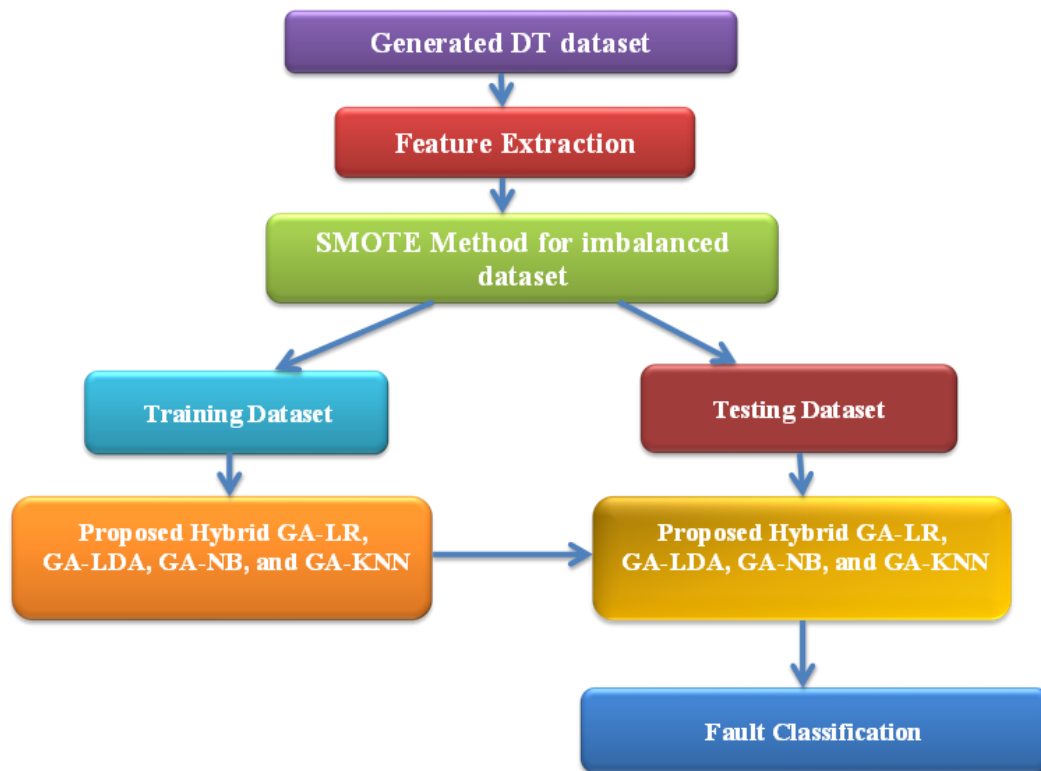 Generated DT dataset
Feature Extraction
SMOTE Method for imbalanced
dataset
Training Dataset
Testing Dataset
Proposed Hybrid GA-LR,
GA-LDA, GA-NB, and GA-KNN
Proposed Hybrid GA-LR,
GA-LDA, GA-NB, and GA-KNN
Fault Classification